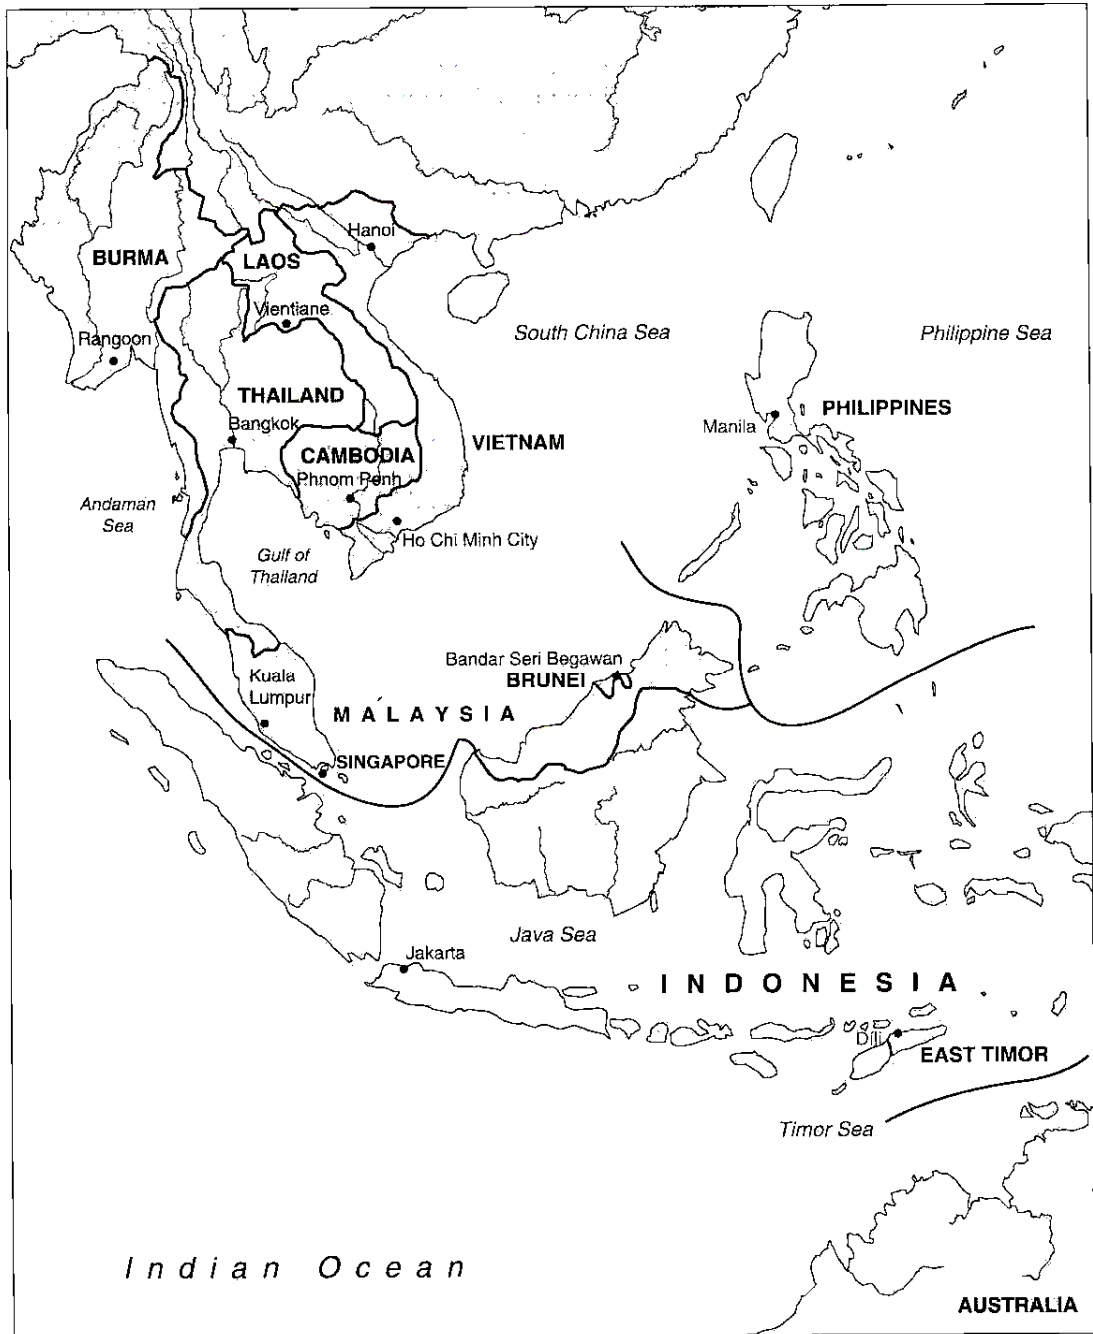 Hanoi
BURMA
LAOS
Vientiane
South China Sea
Philippine Sea
Rangoon
THAILAND
PHILIPPINES
Bangkok
Manila
VIETNAM
CAMBODIA
Phnom Penh
Andaman
Sea
Ho Chi Minh City
Gulf of
Thailand
Bandar Seri Begawan
BRUNEI
Kuala
Lumpur
MALAYSIA
SINGAPORE
Java Sea
Jakarta
INDONESIA
Dili
EAST TIMOR
Timor Sea
Indian Ocean
AUSTRALIA